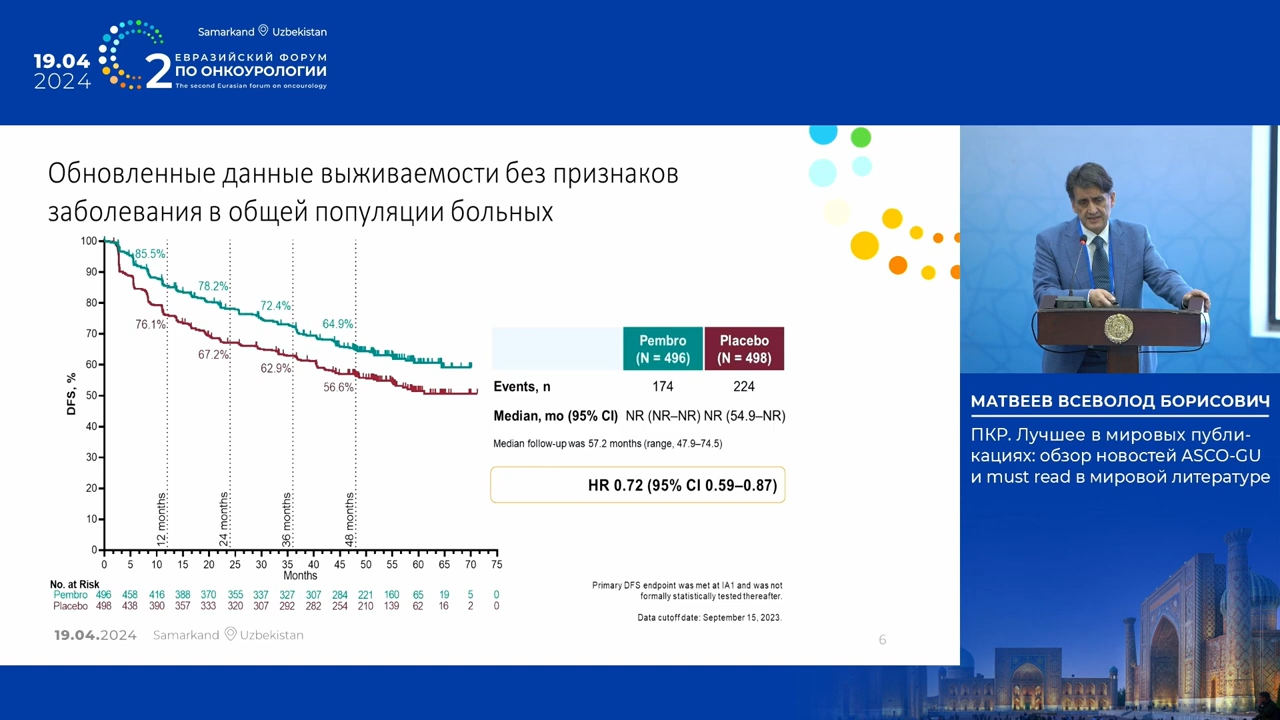 Samarkand Uzbekistan
19.04
2024
2
ЕВРАЗИЙСКИЙ ФОРУМ
ПО ОНКОУРОЛОГИИ
The second Eurasian forum on oncourology
Обновленные данные выживаемости без признаков
заболевания в общей популяции больных
DFS, %
100
90
80
70
60
50
40
30
20
10
0
85.5%
78.2%
72.4%
64.9%
76.1%
67.2%
62.9%
56.6%
12 months
24 months
36 months
48 months
0 5 10 15 20 25 30 35 40 45 50 55 60 65 70 75
Months
No. at Risk
Pembro 496 458 416 388 370 355 337 327 307 284 221 160 65 19 5 0
Placebo 498 438 390 357 333 320 307 292 282 254 210 139 62 16 2 0
Pembro Placebo
(N = 496) (N = 498)
Events, n 174 224
Median, mo (95% CI) NR (NR–NR) NR (54.9–NR)
Median follow-up was 57.2 months (range, 47.9–74.5)
HR 0.72 (95% CI 0.59–0.87)
Primary DFS endpoint was met at IA1 and was not
formally statistically tested thereafter.
Data cutoff date: September 15, 2023.
19.04.2024 Samarkand Uzbekistan
6
МАТВЕЕВ ВСЕВОЛОД БОРИСОВИЧ
ПКР. Лучшее в мировых публи-
кациях: обзор новостей ASCO-GU
и must read в мировой литературе